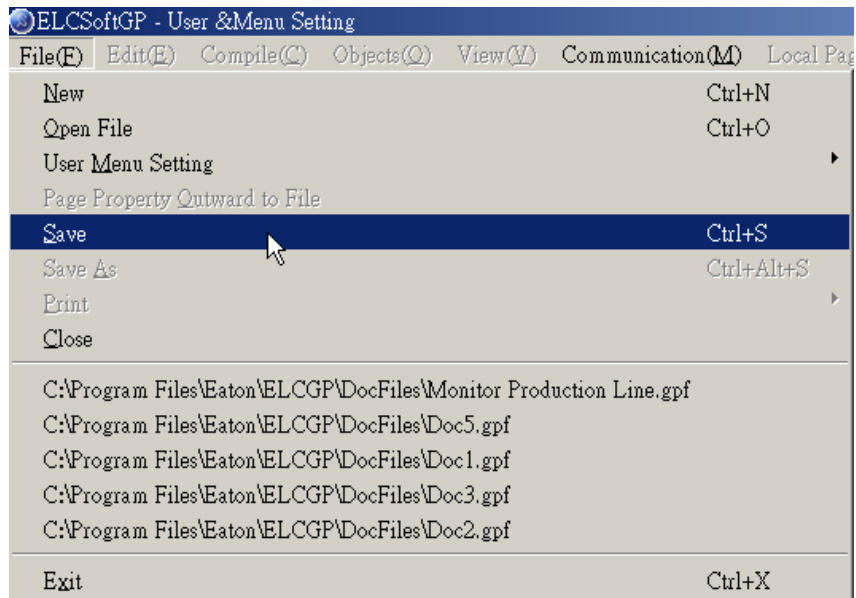 ELCSoftGP - User &Menu Setting
File(F) Edit(E) Compile(C) Objects(O) View(V) Communication(M) Local Pag
New Ctrl+N
Open File Ctrl+O
User Menu Setting
Page Property Qutward to File
Save Ctrl+S
Save As Ctrl+Alt+S
Print
Close
C:\Program Files\Eaton\ELCGP\DocFiles\Monitor Production Line.gpf
C:\Program Files\Eaton\ELCGP\DocFiles\Doc5.gpf
C:\Program Files\Eaton\ELCGP\DocFiles\Doc1.gpf
C:\Program Files\Eaton\ELCGP\DocFiles\Doc3.gpf
C:\Program Files\Eaton\ELCGP\DocFiles\Doc2.gpf
Exit Ctrl+X